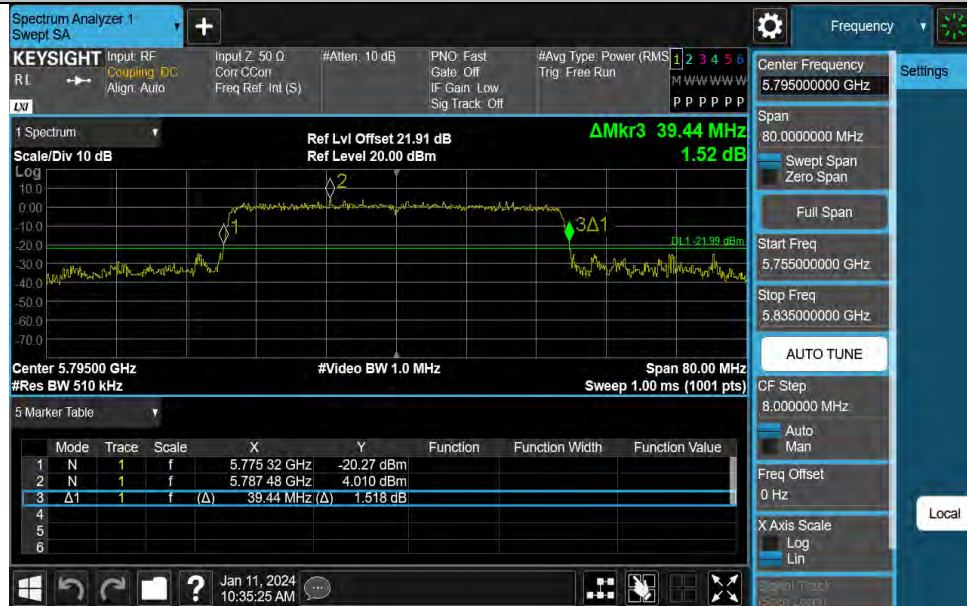 Spectrum Analyzer 1
Swept SA
+
Frequency
KEYSIGHT
RL
LXI
Input: RF
Coupling: DC
Align: Auto
Input Z: 50 Ω
Corr CCorr
Freq Ref: Int (S)
#Atten: 10 dB
PNO: Fast
Gate: Off
IF Gain: Low
Sig Track: Off
#Avg Type: Power (RMS
Trig: Free Run
1 2 3 4 5 6
M W W W W W
P P P P P P
Center Frequency
5.795000000 GHz
Settings
Span
80.0000000 MHz
Swept Span
Zero Span
Full Span
Start Freq
5.755000000 GHz
Stop Freq
5.835000000 GHz
AUTO TUNE
CF Step
8.000000 MHz
Auto
Man
Freq Offset
0 Hz
X Axis Scale
Log
Lin
Signal Track
(Span Zoom)
Local
1 Spectrum
Scale/Div 10 dB
Ref Lvl Offset 21.91 dB
Ref Level 20.00 dBm
ΔMkr3 39.44 MHz
1.52 dB
Log
10.0
0.00
-10.0
-20.0
-30.0
-40.0
-50.0
-60.0
-70.0
2
1
3Δ1
DL1 -21.99 dBm
Center 5.79500 GHz
#Video BW 1.0 MHz
Span 80.00 MHz
#Res BW 510 kHz
Sweep 1.00 ms (1001 pts)
5 Marker Table
Mode Trace Scale X Y Function Function Width Function Value
1 N 1 f 5.775 32 GHz -20.27 dBm
2 N 1 f 5.787 48 GHz 4.010 dBm
3 Δ1 1 f (Δ) 39.44 MHz (Δ) 1.518 dB
4
5
6
?
Jan 11, 2024
10:35:25 AM